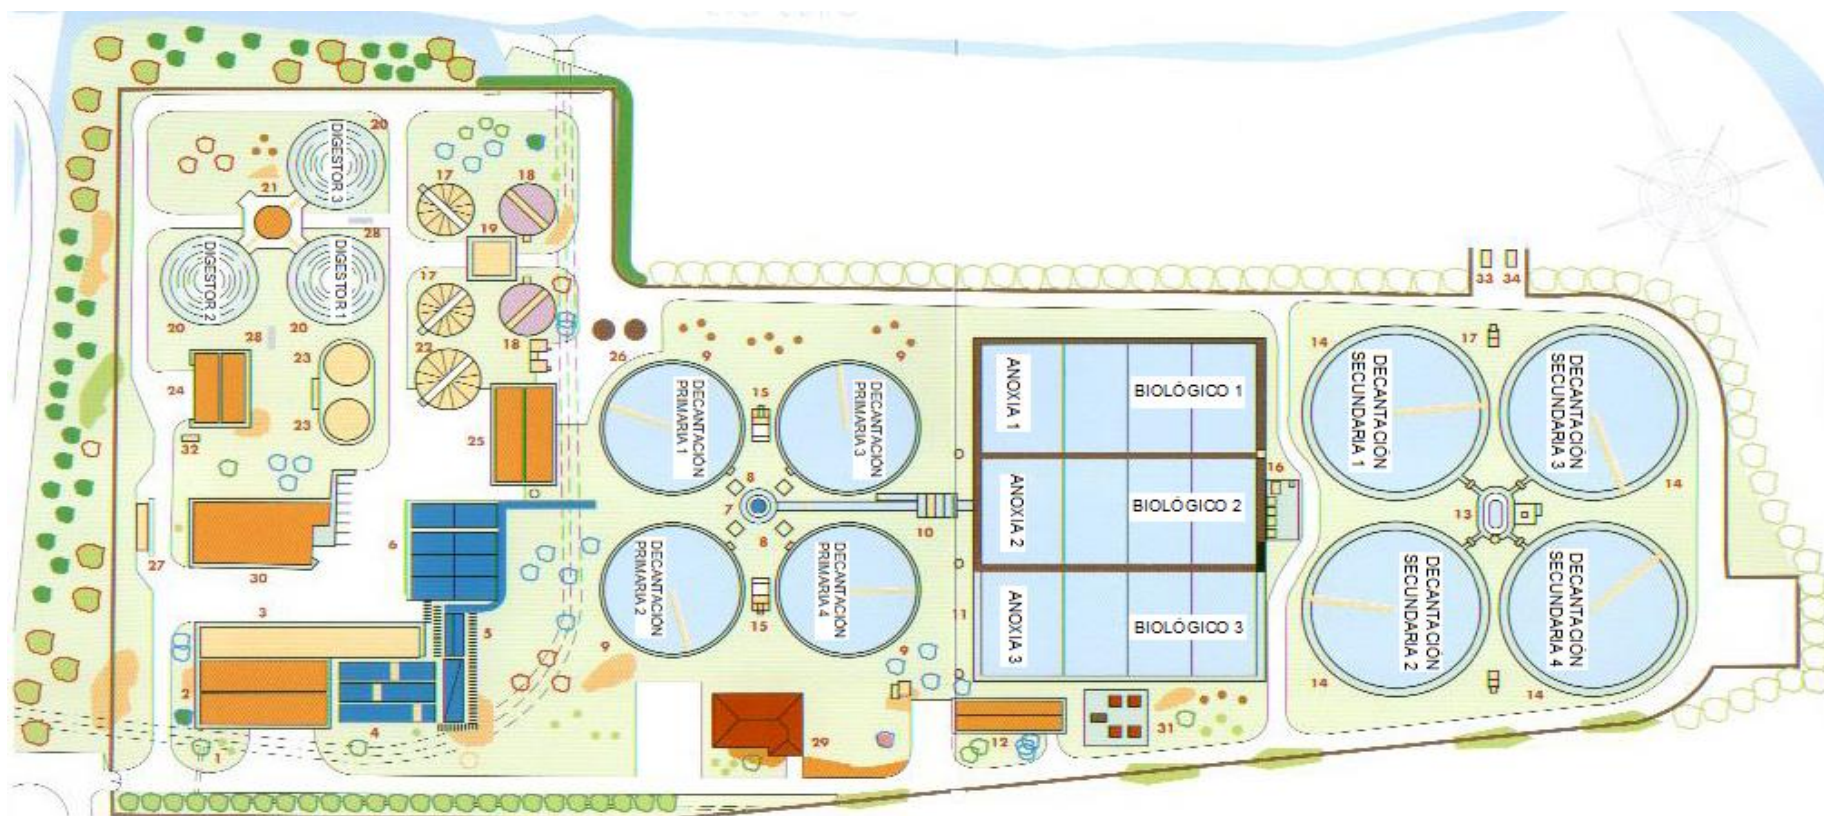 20
DIGESTOR 3
21
17
18
28
19
DIGESTOR 2
DIGESTOR 1
17
33
34
20
20
28
22
18
26
9
9
14
17
14
23
24
ANOXIA 1
BIOLÓGICO 1
DECANTACIÓN
SECUNDARIA 1
DECANTACIÓN
SECUNDARIA 3
DECANTACIÓN
PRIMARIA 1
15
DECANTACIÓN
PRIMARIA 3
23
32
25
8
16
14
7
ANOXIA 2
BIOLÓGICO 2
13
10
6
8
27
30
DECANTACIÓN
PRIMARIA 2
DECANTACIÓN
PRIMARIA 4
DECANTACIÓN
SECUNDARIA 2
DECANTACIÓN
SECUNDARIA 4
3
5
15
11
ANOXIA 3
BIOLÓGICO 3
9
9
2
14
14
4
1
29
12
31